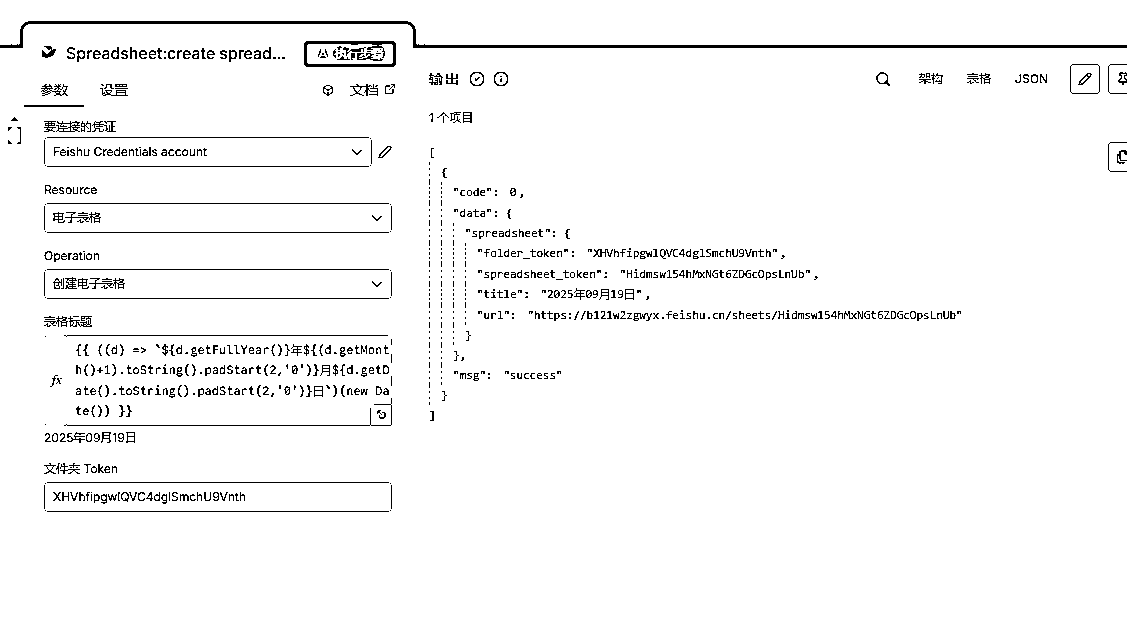 Spreadsheet:create spread...
执行步骤
参数
设置
文档
要连接的凭证
Feishu Credentials account
Resource
电子表格
Operation
创建电子表格
表格标题
fx
{{ ((d) => `${d.getFullYear()}年${(d.getMont
h()+1).toString().padStart(2,'0')}月${d.getD
ate().toString().padStart(2,'0')}日`)(new Da
te()) }}
2025年09月19日
文件夹 Token
XHVhfipgwlQVC4dglSmchU9Vnth
输出
架构
表格
JSON
1 个项目
[
{
"code": 0,
"data": {
"spreadsheet": {
"folder_token": "XHVhfipgwlQVC4dglSmchU9Vnth",
"spreadsheet_token": "Hidmsw154hMxNGt6ZDGcOpsLnUb",
"title": "2025年09月19日",
"url": "https://b121w2zgwyx.feishu.cn/sheets/Hidmsw154hMxNGt6ZDGcOpsLnUb"
}
},
"msg": "success"
}
]